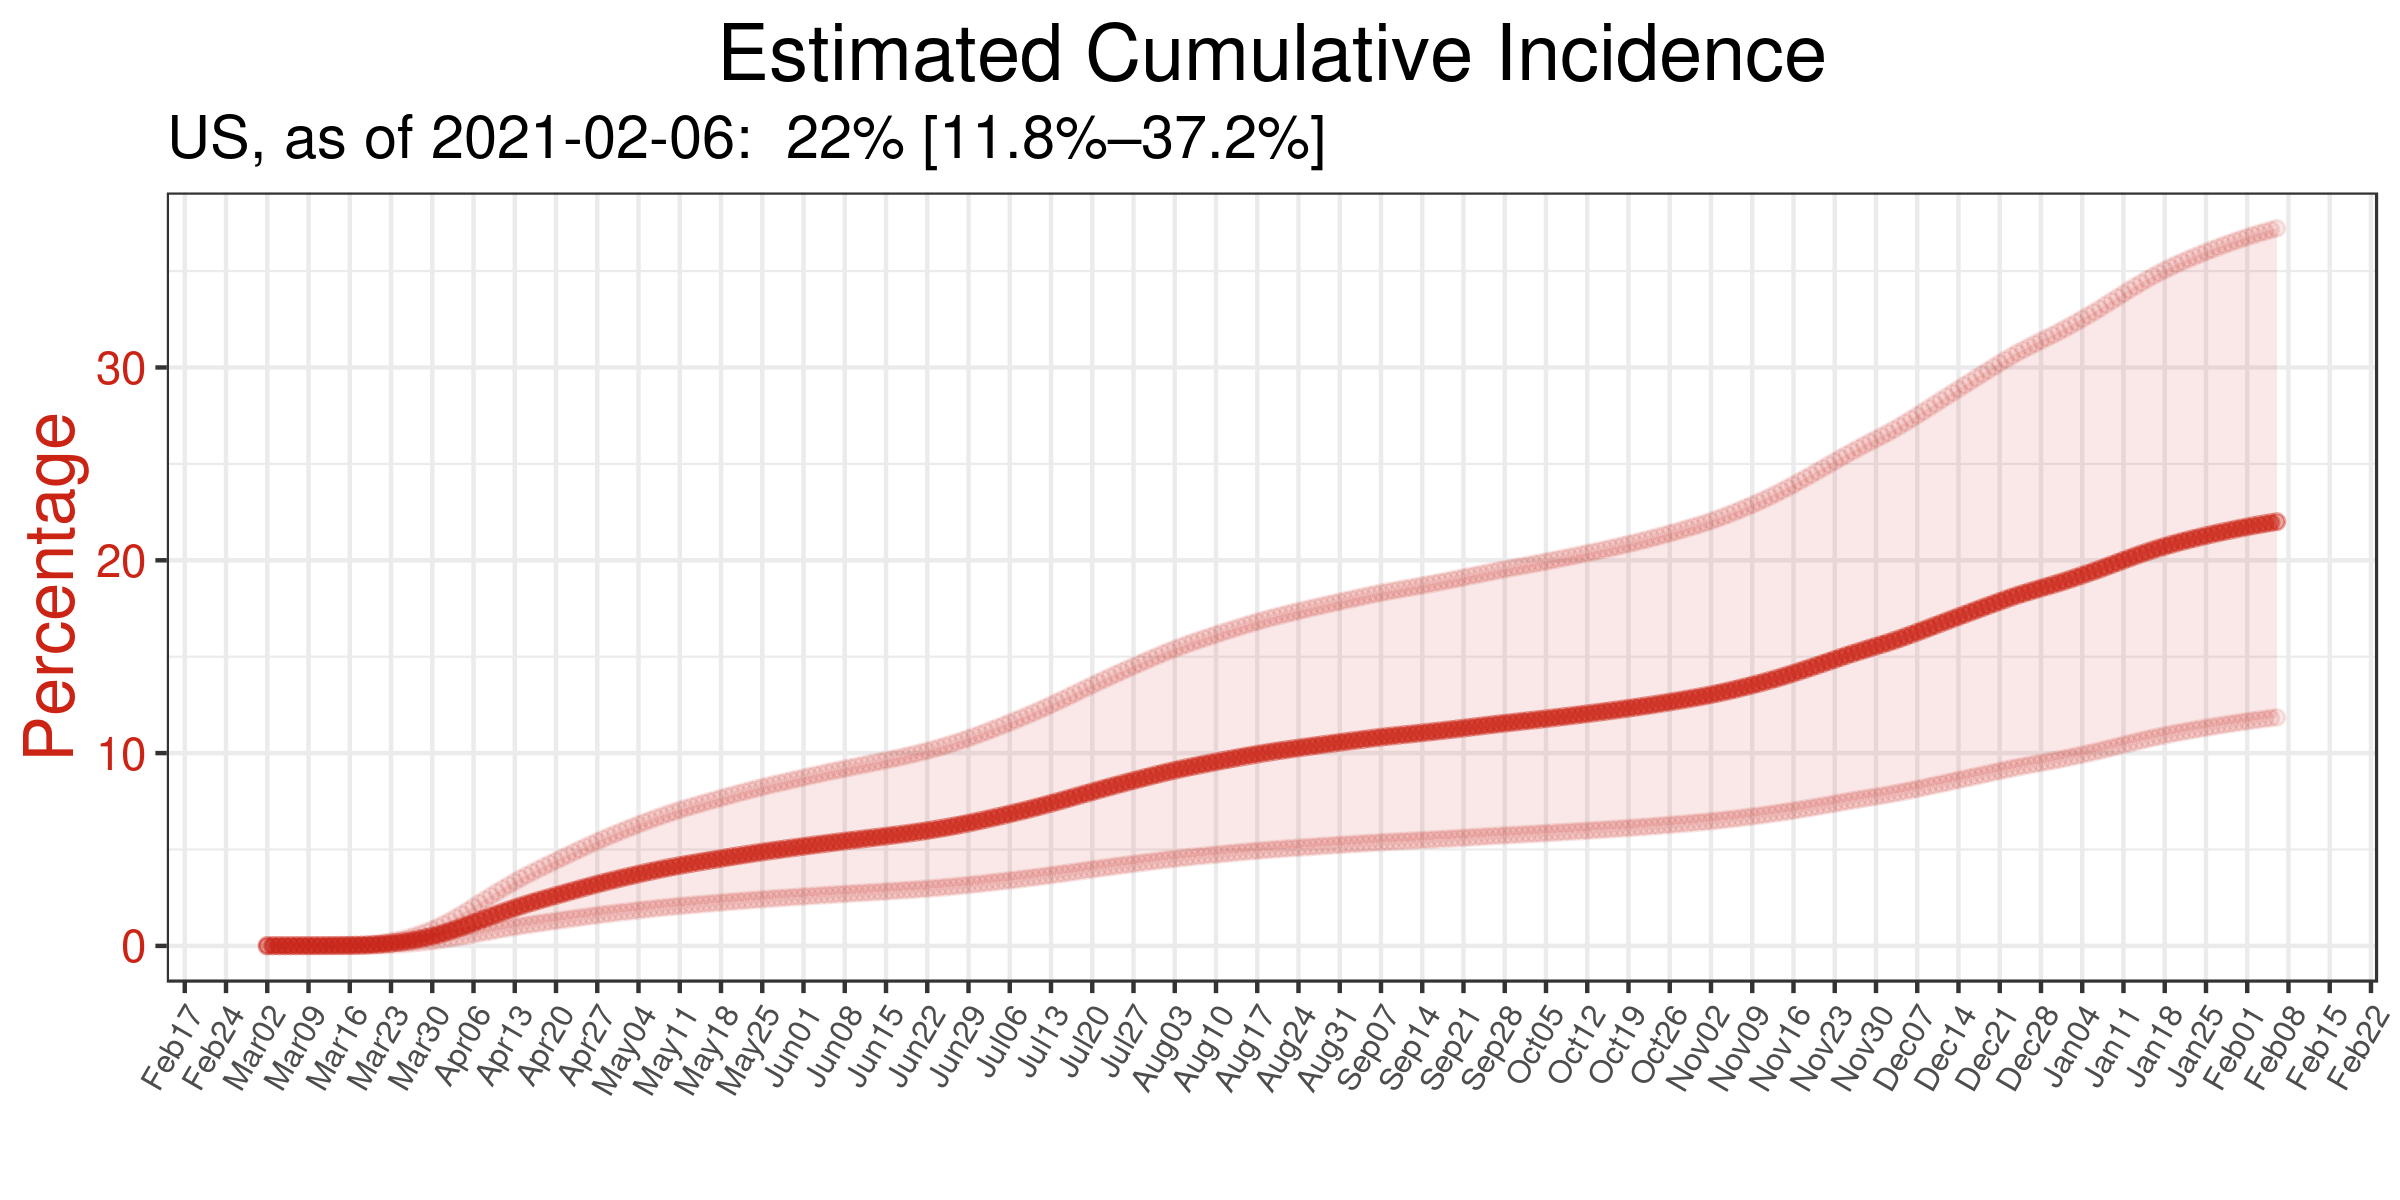 Estimated Cumulative Incidence
US, as of 2021-02-06:  22% [11.8%–37.2%]
Percentage
30
20
10
0
Feb17
Feb24
Mar02
Mar09
Mar16
Mar23
Mar30
Apr06
Apr13
Apr20
Apr27
May04
May11
May18
May25
Jun01
Jun08
Jun15
Jun22
Jun29
Jul06
Jul13
Jul20
Jul27
Aug03
Aug10
Aug17
Aug24
Aug31
Sep07
Sep14
Sep21
Sep28
Oct05
Oct12
Oct19
Oct26
Nov02
Nov09
Nov16
Nov23
Nov30
Dec07
Dec14
Dec21
Dec28
Jan04
Jan11
Jan18
Jan25
Feb01
Feb08
Feb15
Feb22